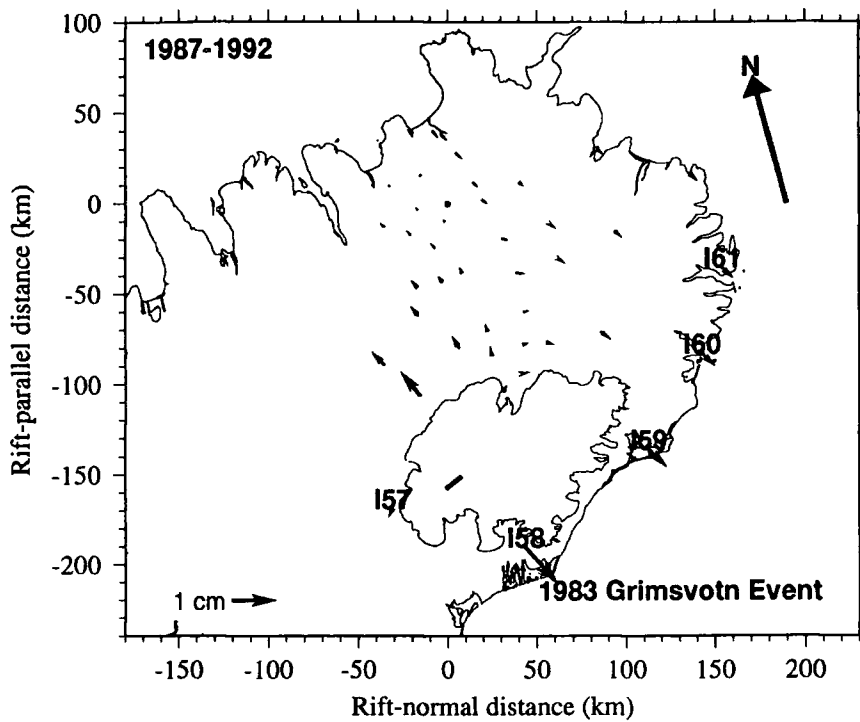 1987-1992
N
100
50
0
-50
-100
-150
-200
Rift-parallel distance (km)
I61
I60
I59
I57
I58
1983 Grimsvotn Event
1 cm
-150 -100 -50 0 50 100 150 200
Rift-normal distance (km)